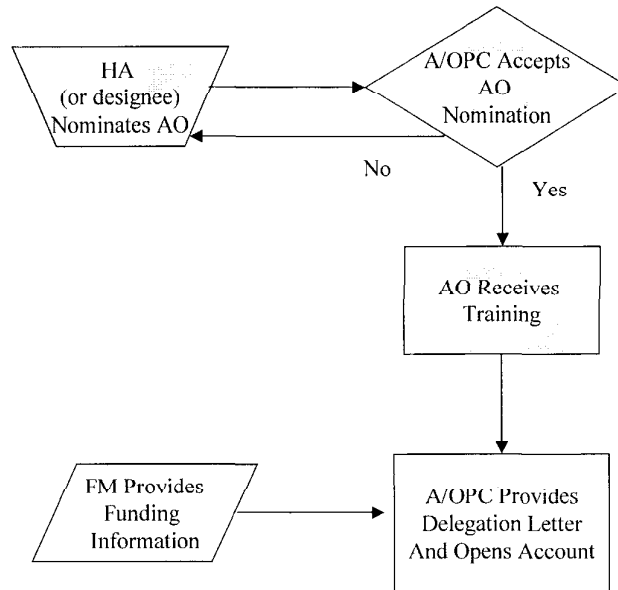 HA
(or designee)
Nominates AO
A/OPC Accepts
AO
Nomination
No
Yes
AO Receives
Training
FM Provides
Funding
Information
A/OPC Provides
Delegation Letter
And Opens Account